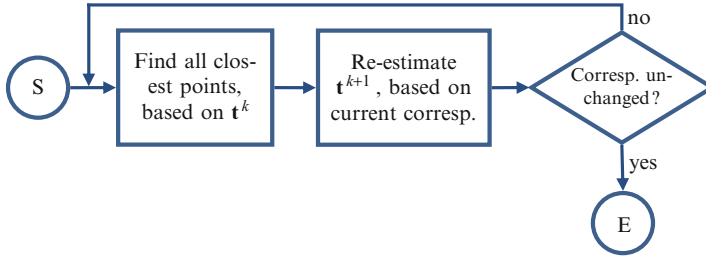 no
S
Find all clos-
est points,
based on t^k
Re-estimate
t^{k+1}, based on
current corresp.
Corresp. un-
changed?
yes
E